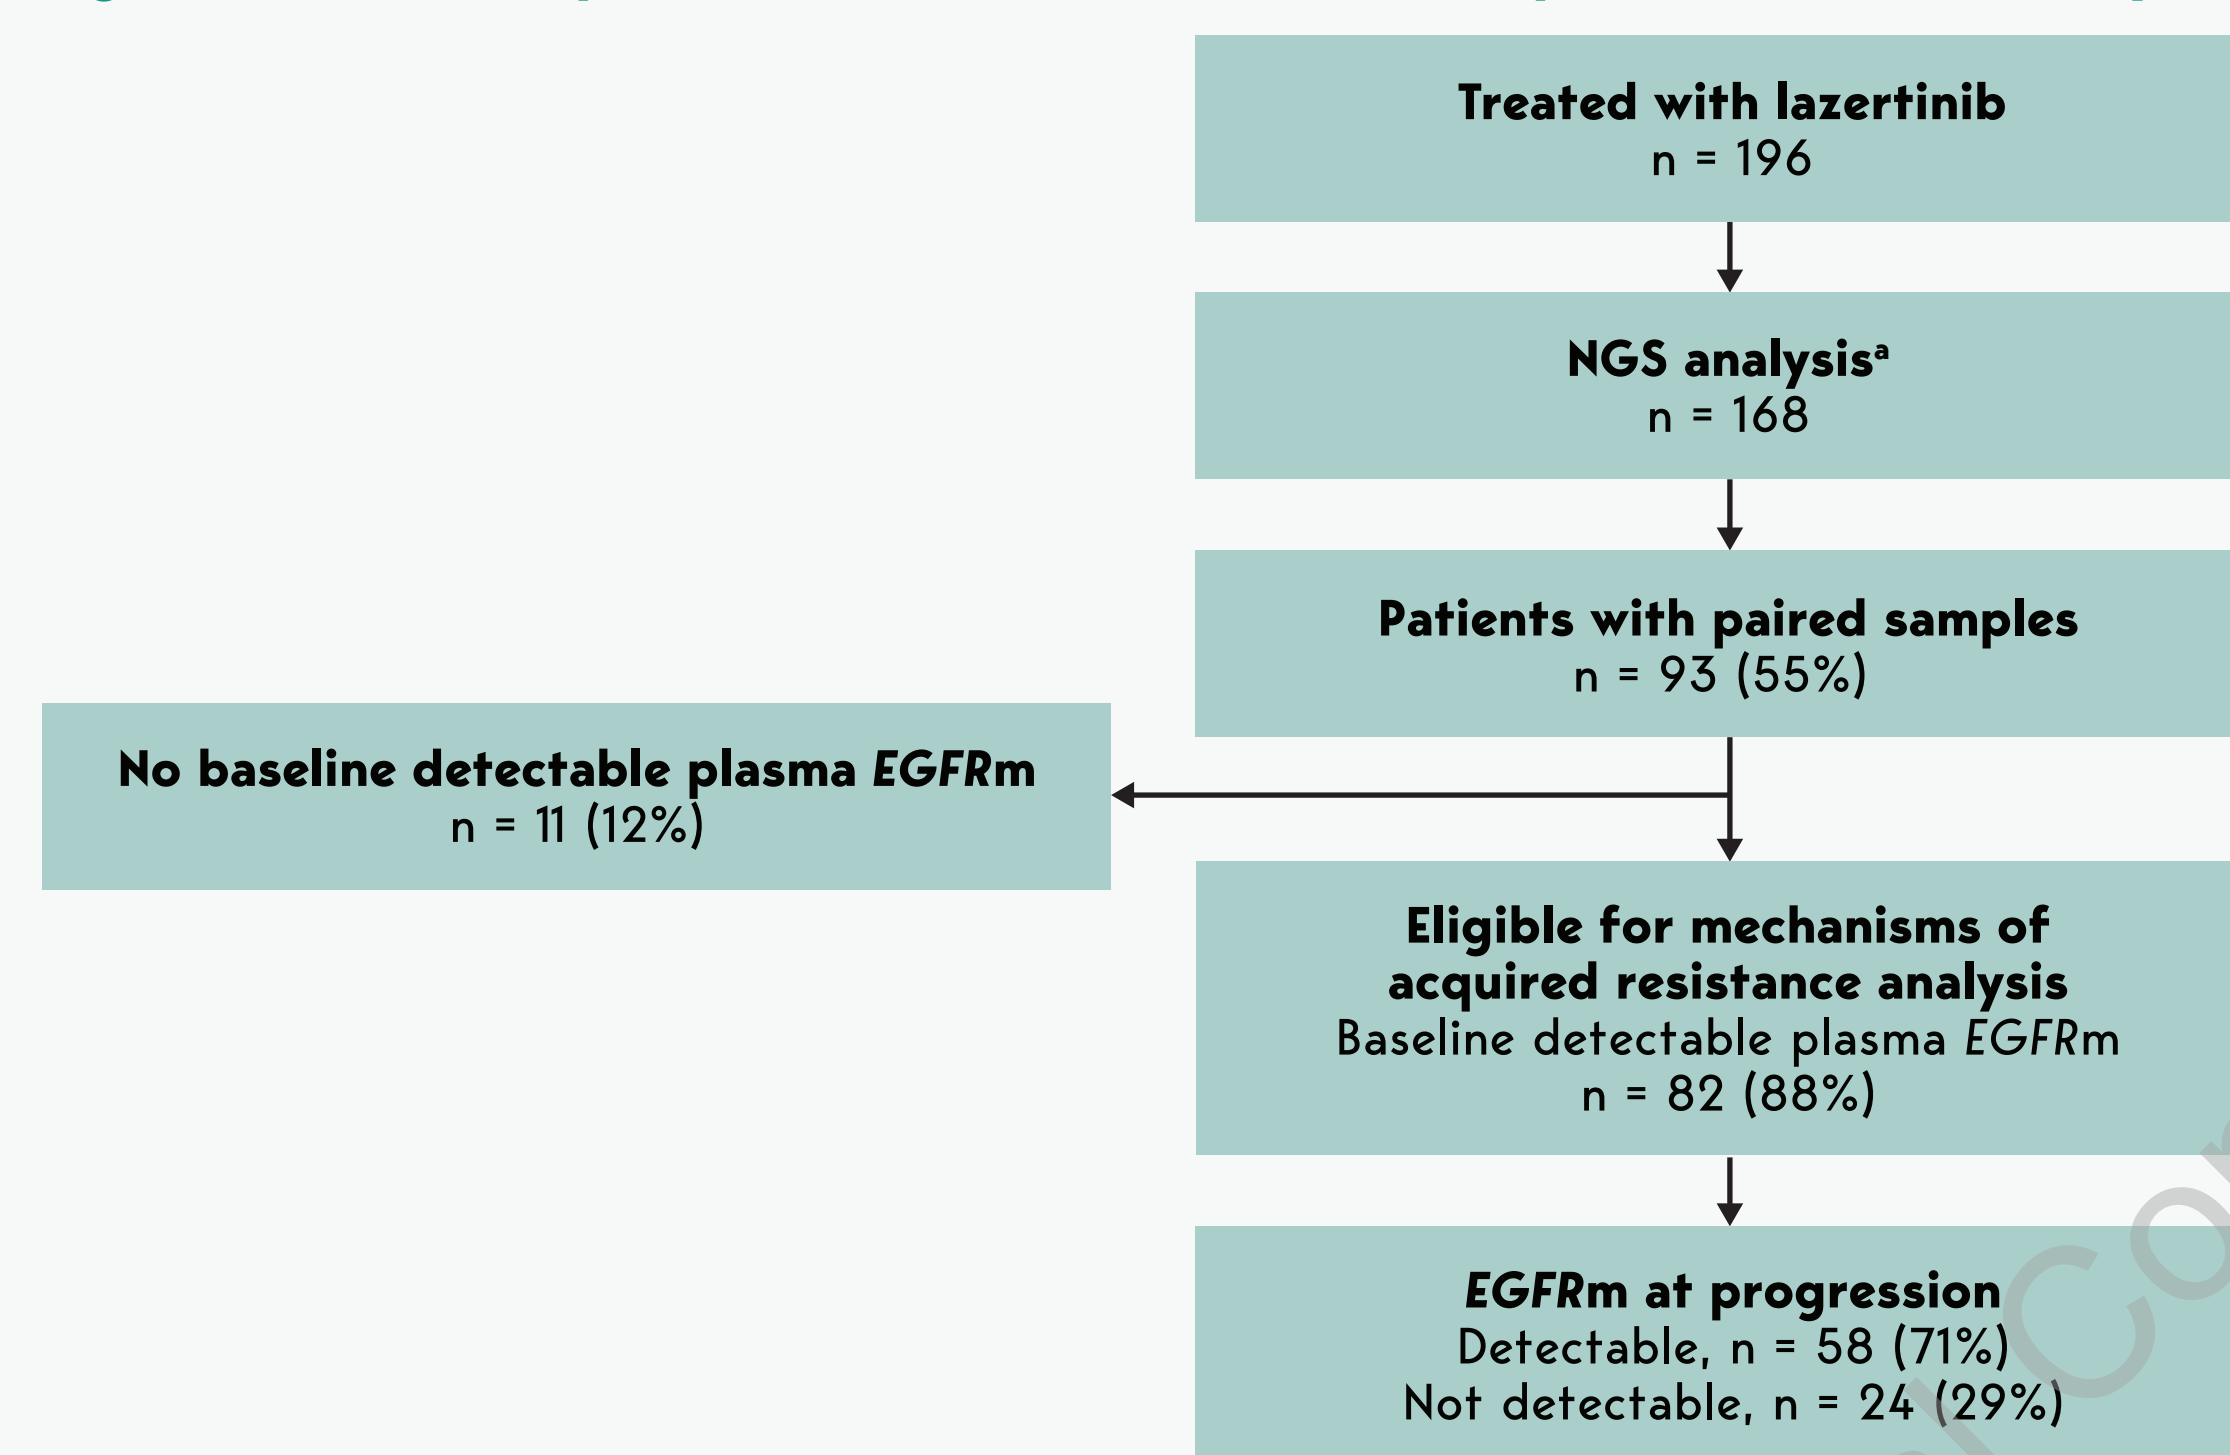 Treated with lazertinib
n = 196
NGS analysisᵃ
n = 168
Patients with paired samples
n = 93 (55%)
No baseline detectable plasma EGFRm
n = 11 (12%)
Eligible for mechanisms of
acquired resistance analysis
Baseline detectable plasma EGFRm
n = 82 (88%)
EGFRm at progression
Detectable, n = 58 (71%)
Not detectable, n = 24 (29%)